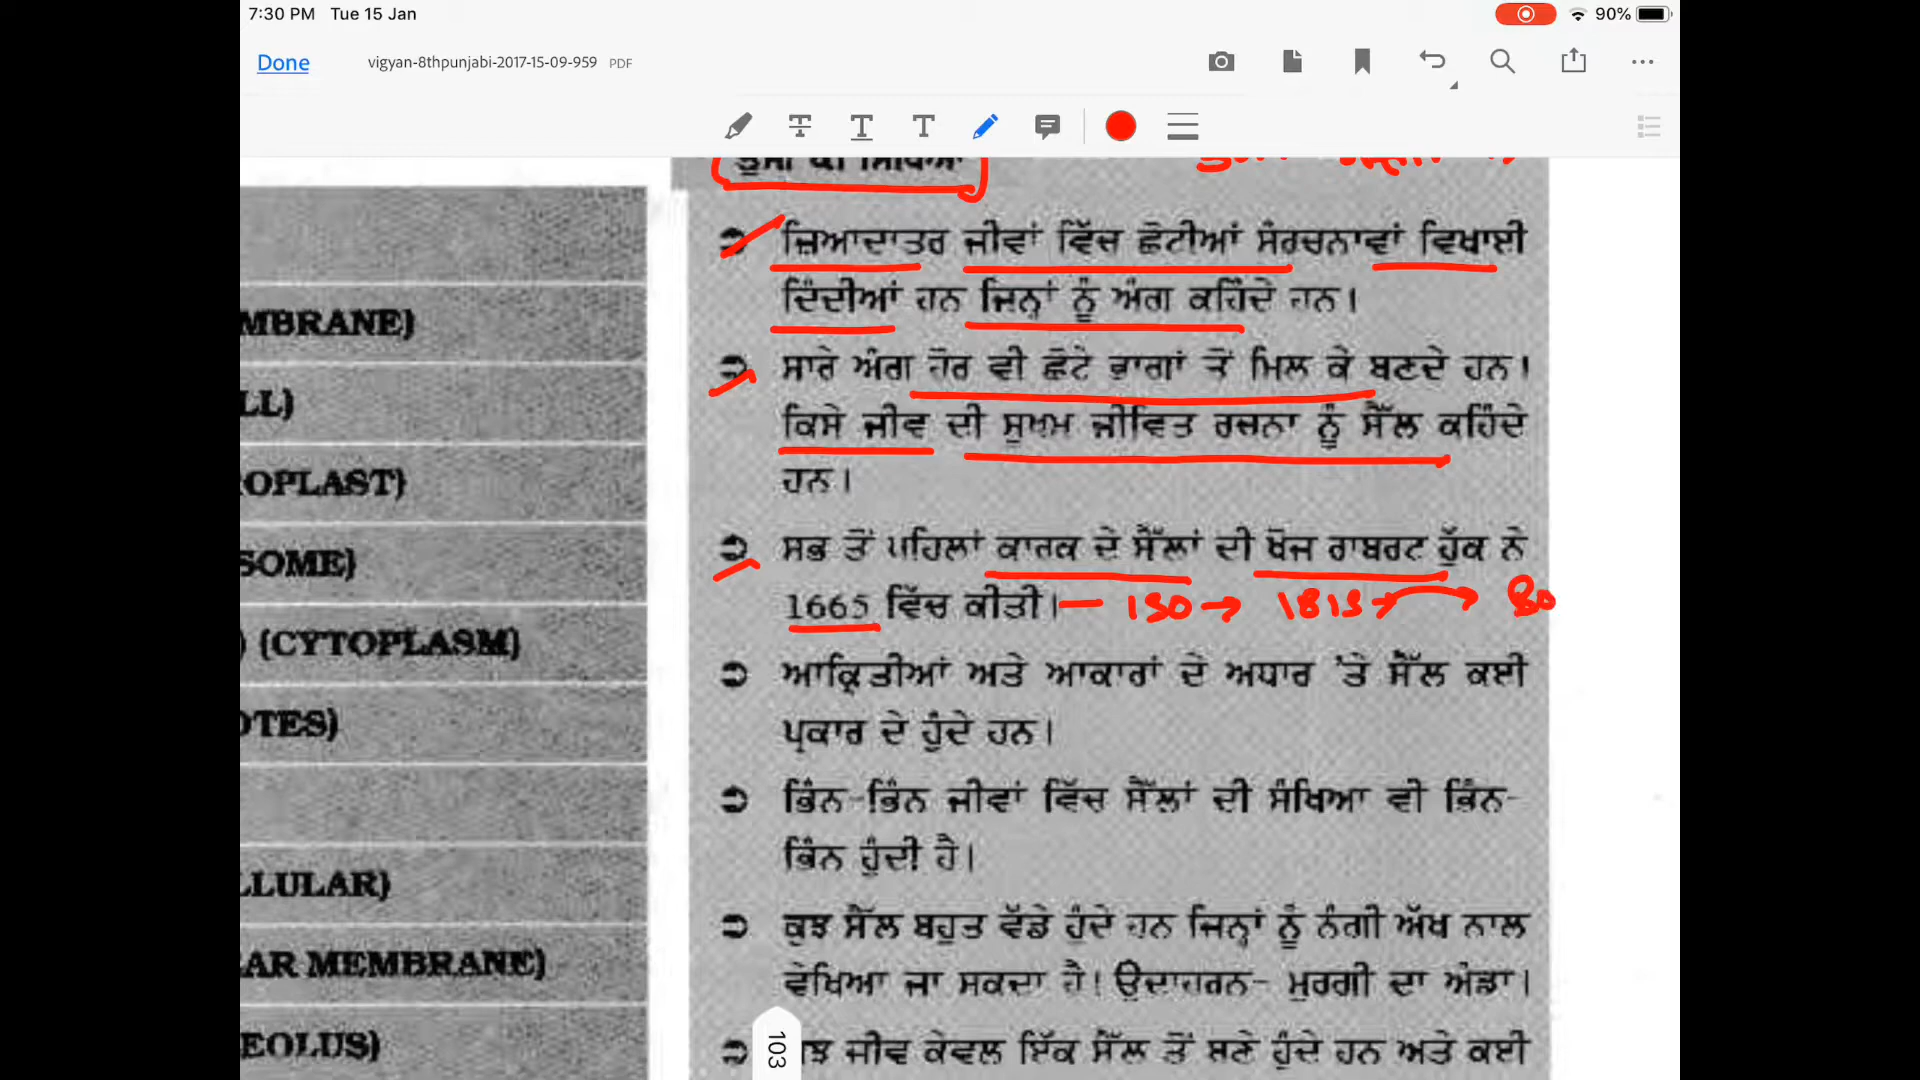 7:30 PM Tue 15 Jan
90%
Done
vigyan-8thpunjabi-2017-15-09-959 PDF
ਤੁਸੀਂ ਕੀ ਸਿੱਖਿਆ
MBRANE)
LL)
ROPLAST)
SOME)
) (CYTOPLASM)
OTES)
LLULAR)
AR MEMBRANE)
EOLUS)
ਜ਼ਿਆਦਾਤਰ ਜੀਵਾਂ ਵਿੱਚ ਛੋਟੀਆਂ ਸੰਰਚਨਾਵਾਂ ਵਿਖਾਈ
ਦਿੰਦੀਆਂ ਹਨ ਜਿਨ੍ਹਾਂ ਨੂੰ ਅੰਗ ਕਹਿੰਦੇ ਹਨ।
ਸਾਰੇ ਅੰਗ ਹੋਰ ਵੀ ਛੋਟੇ ਭਾਗਾਂ ਤੋਂ ਮਿਲ ਕੇ ਬਣਦੇ ਹਨ।
ਕਿਸੇ ਜੀਵ ਦੀ ਸੂਖਮ ਜੀਵਿਤ ਰਚਨਾ ਨੂੰ ਸੈੱਲ ਕਹਿੰਦੇ
ਹਨ।
ਸਭ ਤੋਂ ਪਹਿਲਾਂ ਕਾਰਕ ਦੇ ਸੈੱਲਾਂ ਦੀ ਖੋਜ ਰਾਬਰਟ ਹੁੱਕ ਨੇ
1665 ਵਿੱਚ ਕੀਤੀ। — 150 → 1813 → 80
ਆਕ੍ਰਿਤੀਆਂ ਅਤੇ ਆਕਾਰਾਂ ਦੇ ਅਧਾਰ 'ਤੇ ਸੈੱਲ ਕਈ
ਪ੍ਰਕਾਰ ਦੇ ਹੁੰਦੇ ਹਨ।
ਭਿੰਨ-ਭਿੰਨ ਜੀਵਾਂ ਵਿੱਚ ਸੈੱਲਾਂ ਦੀ ਸੰਖਿਆ ਵੀ ਭਿੰਨ-
ਭਿੰਨ ਹੁੰਦੀ ਹੈ।
ਕੁਝ ਸੈੱਲ ਬਹੁਤ ਵੱਡੇ ਹੁੰਦੇ ਹਨ ਜਿਨ੍ਹਾਂ ਨੂੰ ਨੰਗੀ ਅੱਖ ਨਾਲ
ਵੇਖਿਆ ਜਾ ਸਕਦਾ ਹੈ। ਉਦਾਹਰਨ- ਮੁਰਗੀ ਦਾ ਅੰਡਾ।
ਝ ਜੀਵ ਕੇਵਲ ਇੱਕ ਸੈੱਲ ਤੋਂ ਬਣੇ ਹੁੰਦੇ ਹਨ ਅਤੇ ਕਈ
103